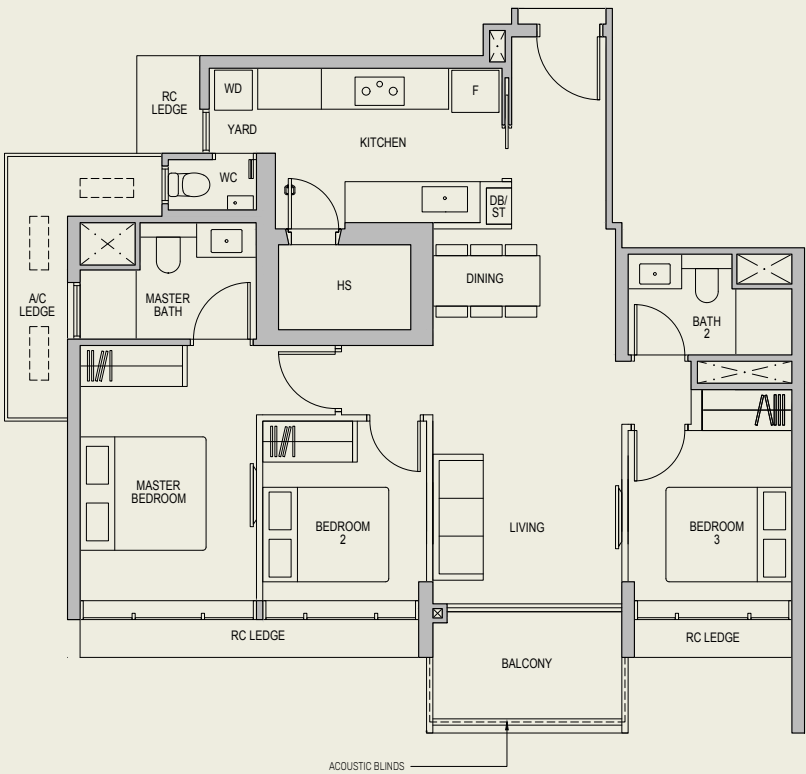 RC
LEDGE
WD
F
YARD
KITCHEN
WC
DB/
ST
A/C
LEDGE
MASTER
BATH
HS
DINING
BATH
2
MASTER
BEDROOM
BEDROOM
2
LIVING
BEDROOM
3
RC LEDGE
RC LEDGE
BALCONY
ACOUSTIC BLINDS